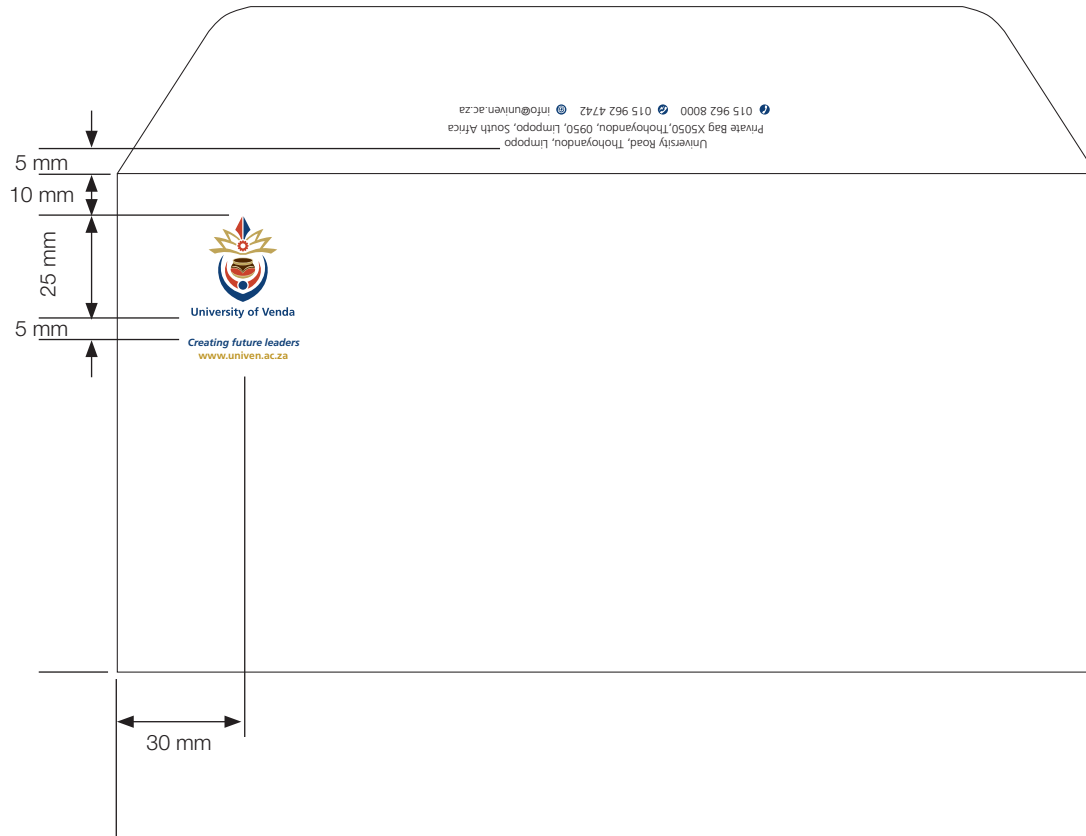 University Road, Thohoyandou, Limpopo
Private Bag X5050,Thohoyandou, 0950, Limpopo, South Africa
015 962 8000 015 962 4742 info@univen.ac.za
5 mm
10 mm
25 mm
University of Venda
5 mm
Creating future leaders
www.univen.ac.za
30 mm